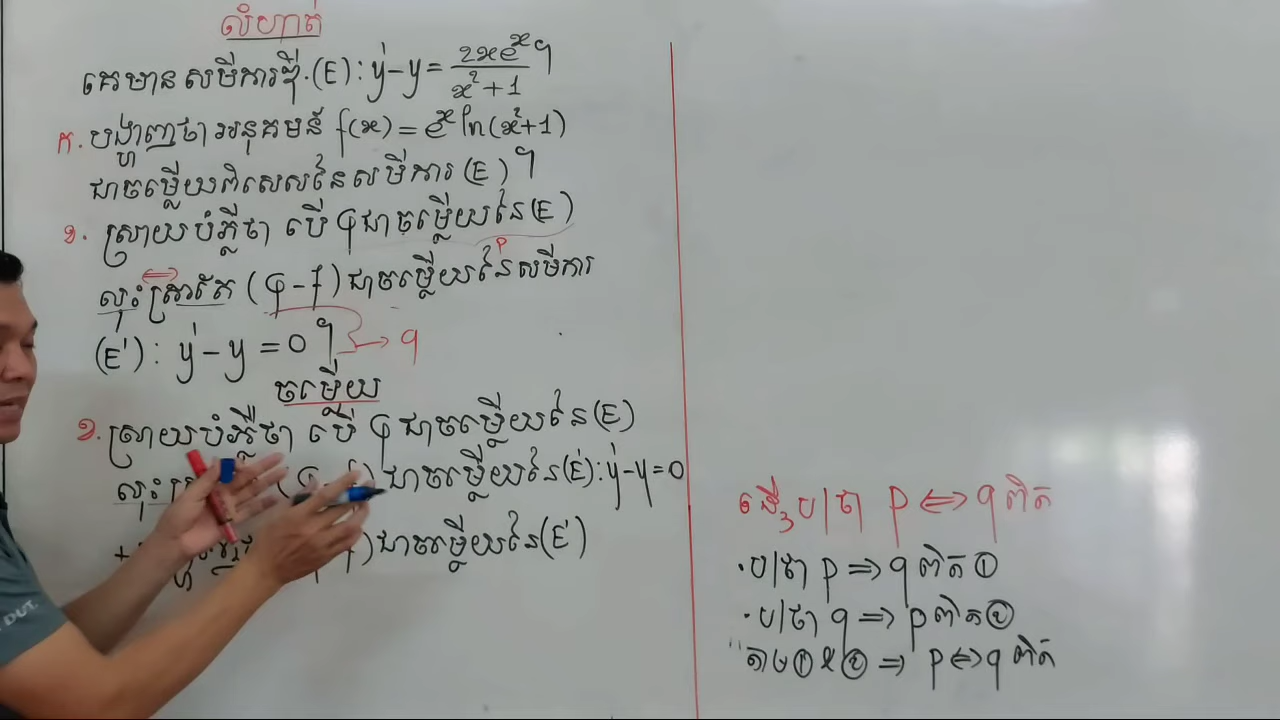 លំហាត់
គេមានសមីការឌី.(E): y' - y = 2xe^x / (x² + 1) ។
ក. បង្ហាញថា អនុគមន៍ f(x) = e^x ln(x²+1)
ជាចម្លើយពិសេសនៃសមីការ (E) ។
ខ. ស្រាយបំភ្លឺថា បើ φ ជាចម្លើយនៃ(E)
p
លុះត្រាតែ (φ - f) ជាចម្លើយនៃសមីការ
⟺
(E'): y' - y = 0 ។ → q
ចម្លើយ
ខ. ស្រាយបំភ្លឺថា បើ φ ជាចម្លើយនៃ(E)
លុះ (φ - f) ជាចម្លើយនៃ(E'): y' - y = 0
f) ជាចម្លើយនៃ(E')
ដើ្ប ប/ថា p ⟺ q ពិត
· ប/ថា p ⟹ q ពិត ①
· ប/ថា q ⟹ p ពិត ②
តាម ① & ② ⟹ p ⟺ q ពិត
DUT.